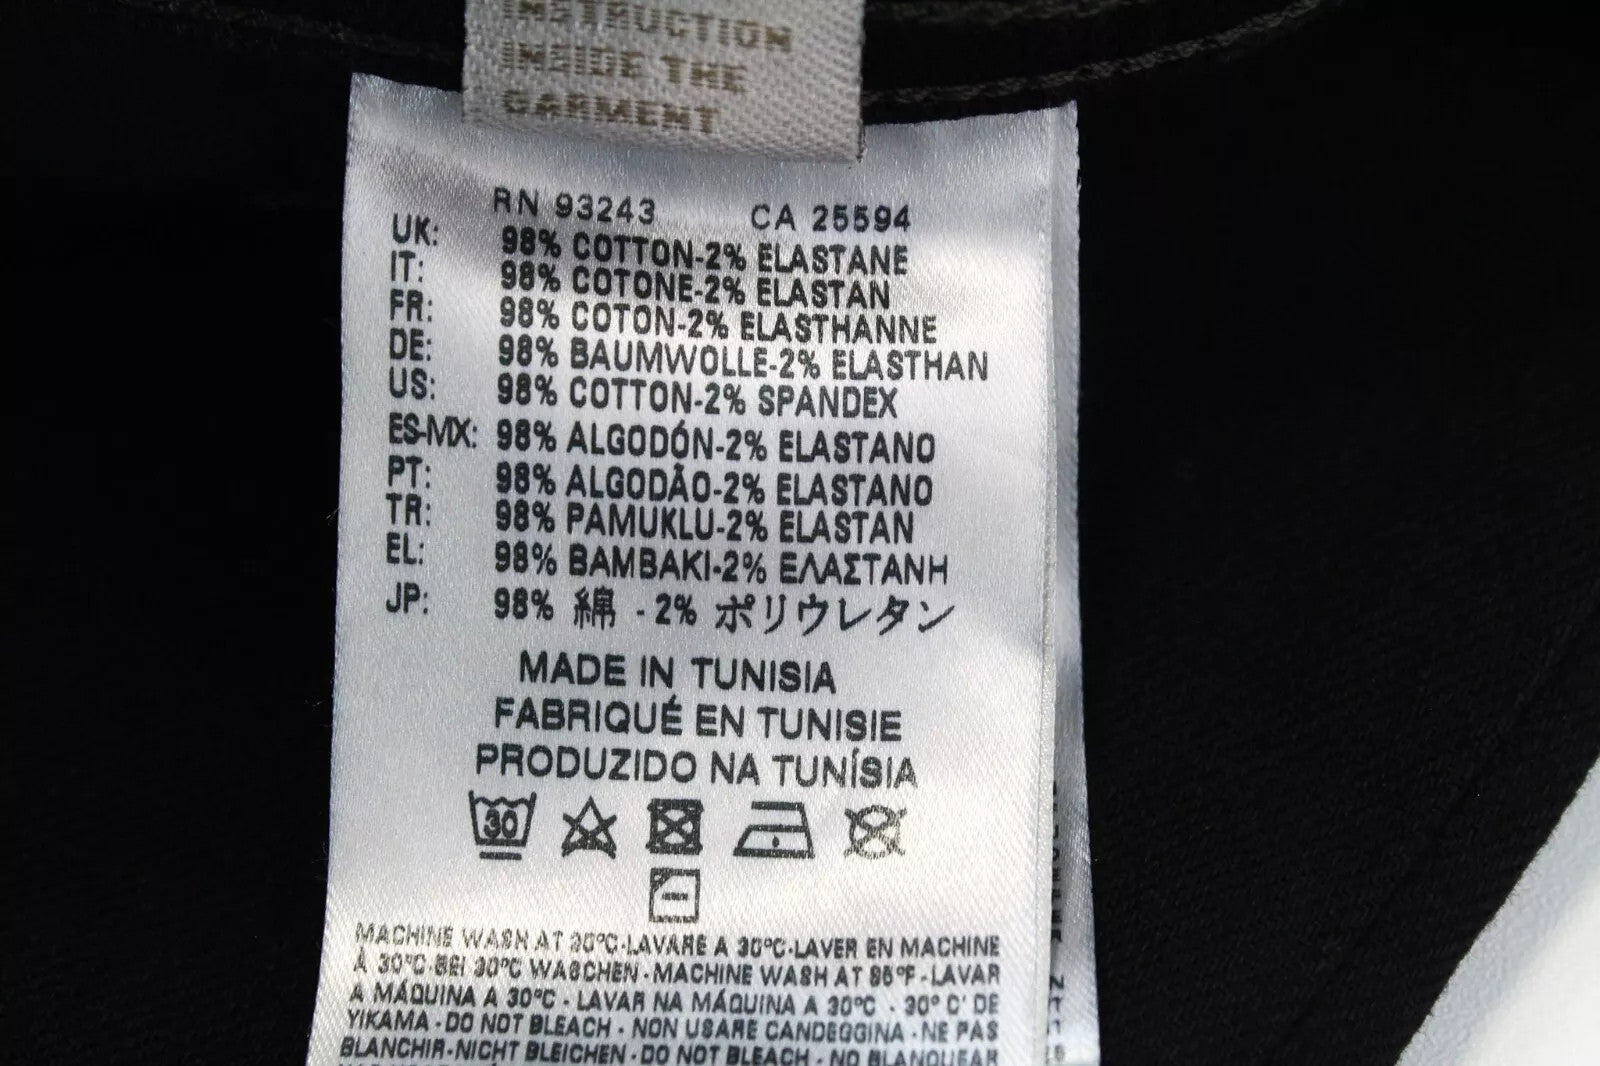 INSTRUCTION
INSIDE THE
GARMENT
RN 93243 CA 25594
UK: 98% COTTON-2% ELASTANE
IT: 98% COTONE-2% ELASTAN
FR: 98% COTON-2% ELASTHANNE
DE: 98% BAUMWOLLE-2% ELASTHAN
US: 98% COTTON-2% SPANDEX
ES-MX: 98% ALGODÓN-2% ELASTANO
PT: 98% ALGODÃO-2% ELASTANO
TR: 98% PAMUKLU-2% ELASTAN
EL: 98% BAMBAKI-2% ΕΛΑΣΤΑΝΗ
JP: 98% 綿 - 2% ポリウレタン
MADE IN TUNISIA
FABRIQUÉ EN TUNISIE
PRODUZIDO NA TUNÍSIA
30
MACHINE WASH AT 30°C-LAVARE A 30°C-LAVER EN MACHINE
À 30°C-BEI 30°C WASCHEN - MACHINE WASH AT 86°F - LAVAR
A MÁQUINA A 30°C - LAVAR NA MÁQUINA A 30°C - 30° C' DE
YIKAMA - DO NOT BLEACH - NON USARE CANDEGGINA - NE PAS
BLANCHIR-NICHT BLEICHEN - DO NOT BLEACH - NO BLANQUEAR